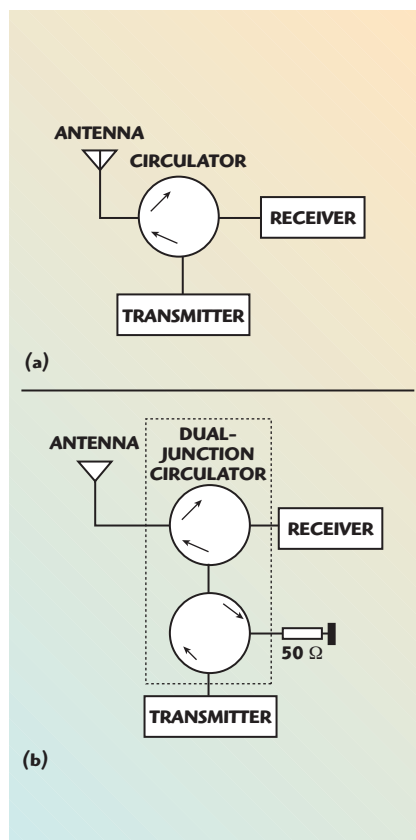 ANTENNA
CIRCULATOR
RECEIVER
TRANSMITTER
(a)
DUAL-
JUNCTION
CIRCULATOR
ANTENNA
RECEIVER
50 Ω
TRANSMITTER
(b)